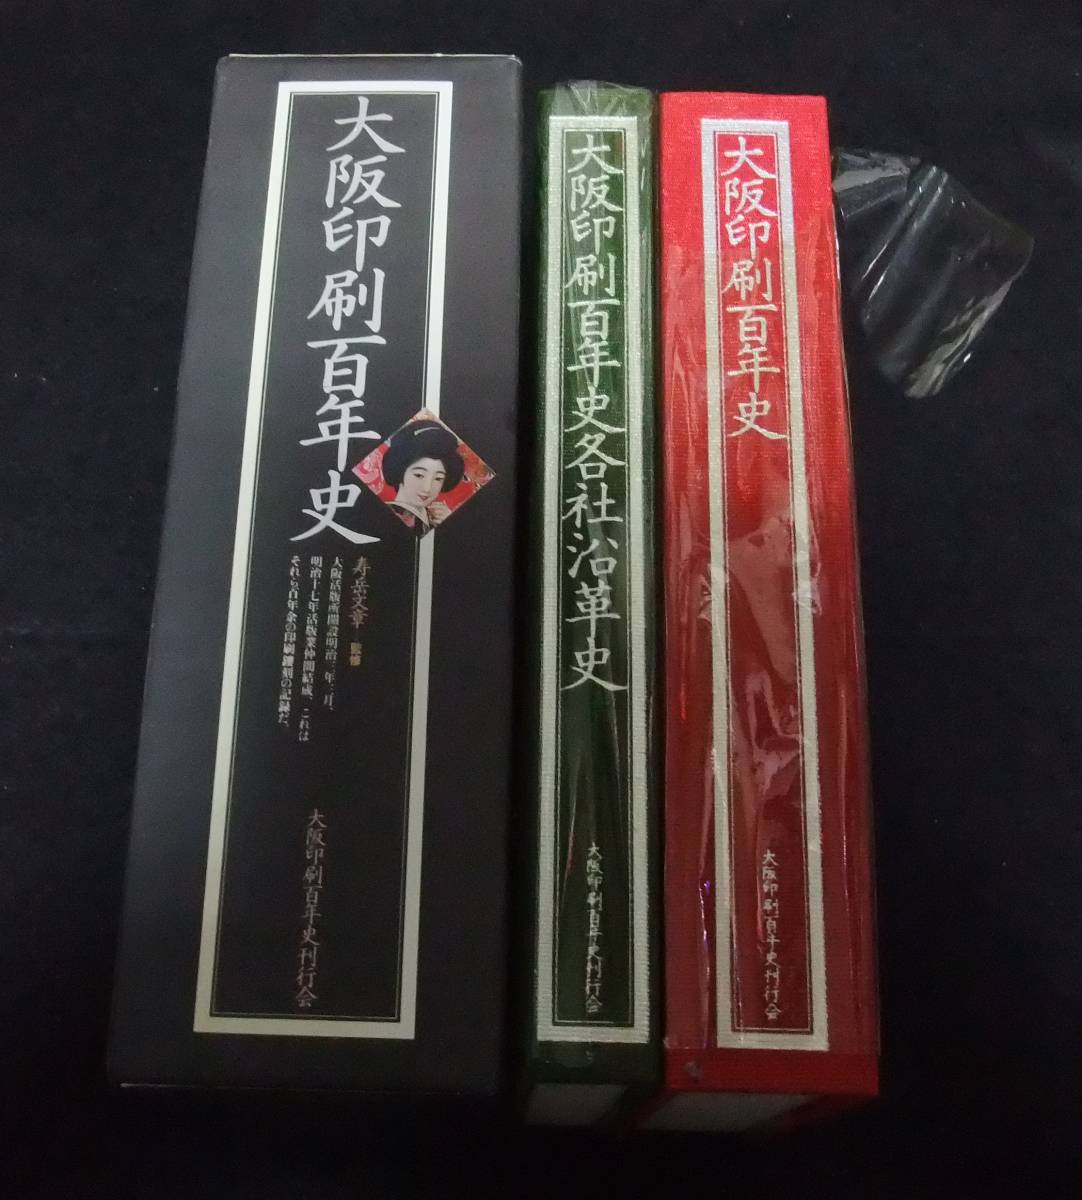 大阪印刷百年史
寿岳文章 監修
大阪活版所開設明治三年三月、
明治十七年活版業仲間結成、これは
それら百年余の印刷鏤刻の記録だ。
大阪印刷百年史刊行会
大阪印刷百年史各社沿革史
大阪印刷百年史刊行会
大阪印刷百年史
大阪印刷百年史刊行会